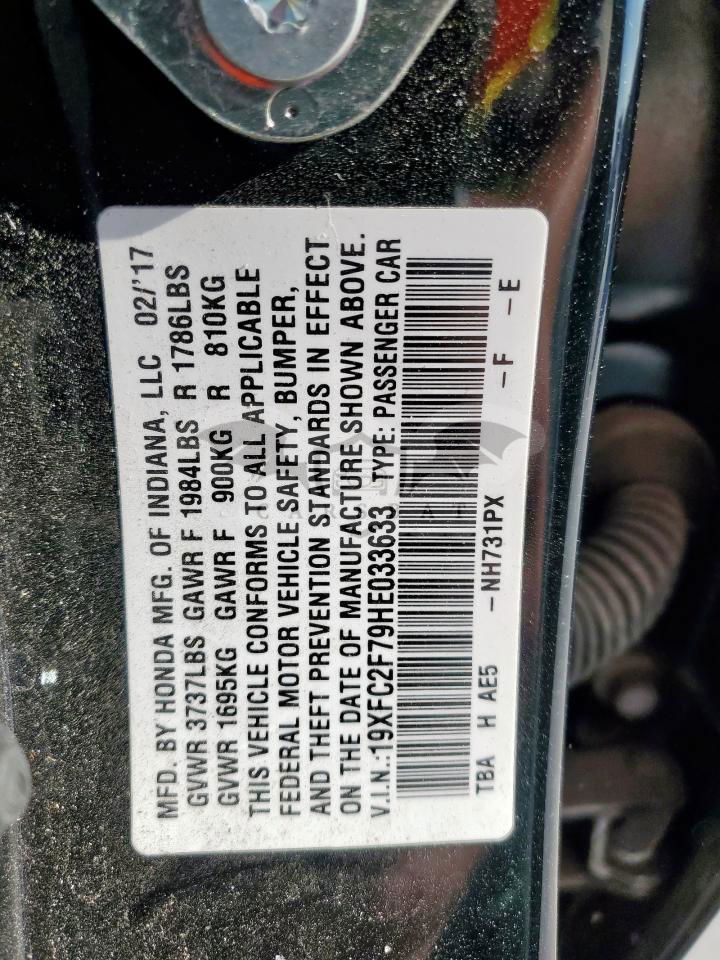 MFD. BY HONDA MFG. OF INDIANA, LLC 02/'17
GVWR 3737LBS GAWR F 1984LBS R 1786LBS
GVWR 1695KG GAWR F 900KG R 810KG
THIS VEHICLE CONFORMS TO ALL APPLICABLE
FEDERAL MOTOR VEHICLE SAFETY, BUMPER,
AND THEFT PREVENTION STANDARDS IN EFFECT
ON THE DATE OF MANUFACTURE SHOWN ABOVE.
V.I.N.:19XFC2F79HE033633 TYPE: PASSENGER CAR
TBA H AE5 -NH731PX -F -E